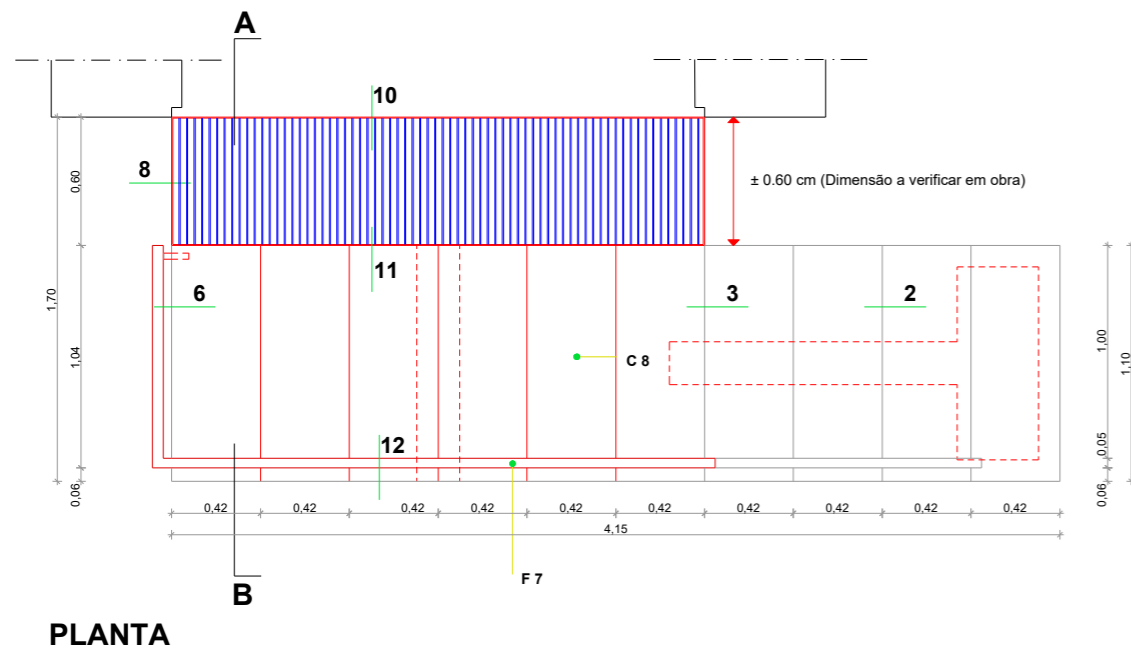 A
10
8
0,60
± 0.60 cm (Dimensão a verificar em obra)
11
6
3
2
1,70
1,04
C 8
1,00
1,10
12
0,05
0,06
0,06
0,42 0,42 0,42 0,42 0,42 0,42 0,42 0,42 0,42 0,42
4,15
F 7
B
PLANTA